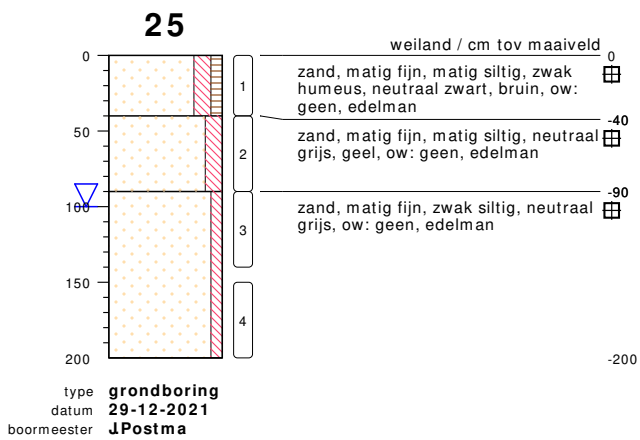 25
weiland / cm tov maaiveld
0
0
zand, matig fijn, matig siltig, zwak
humeus, neutraal zwart, bruin, ow:
geen, edelman
1
-40
50
zand, matig fijn, matig siltig, neutraal
grijs, geel, ow: geen, edelman
2
-90
100
zand, matig fijn, zwak siltig, neutraal
grijs, ow: geen, edelman
3
150
4
200
-200
type grondboring
datum 29-12-2021
boormeester J.Postma